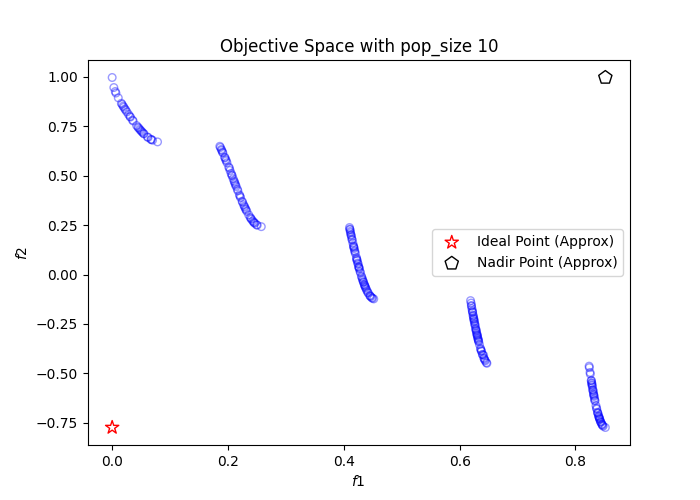 Objective Space with pop_size 10
1.00
0.75
0.50
0.25
0.00
−0.25
−0.50
−0.75
f2
Ideal Point (Approx)
Nadir Point (Approx)
0.0 0.2 0.4 0.6 0.8
f1